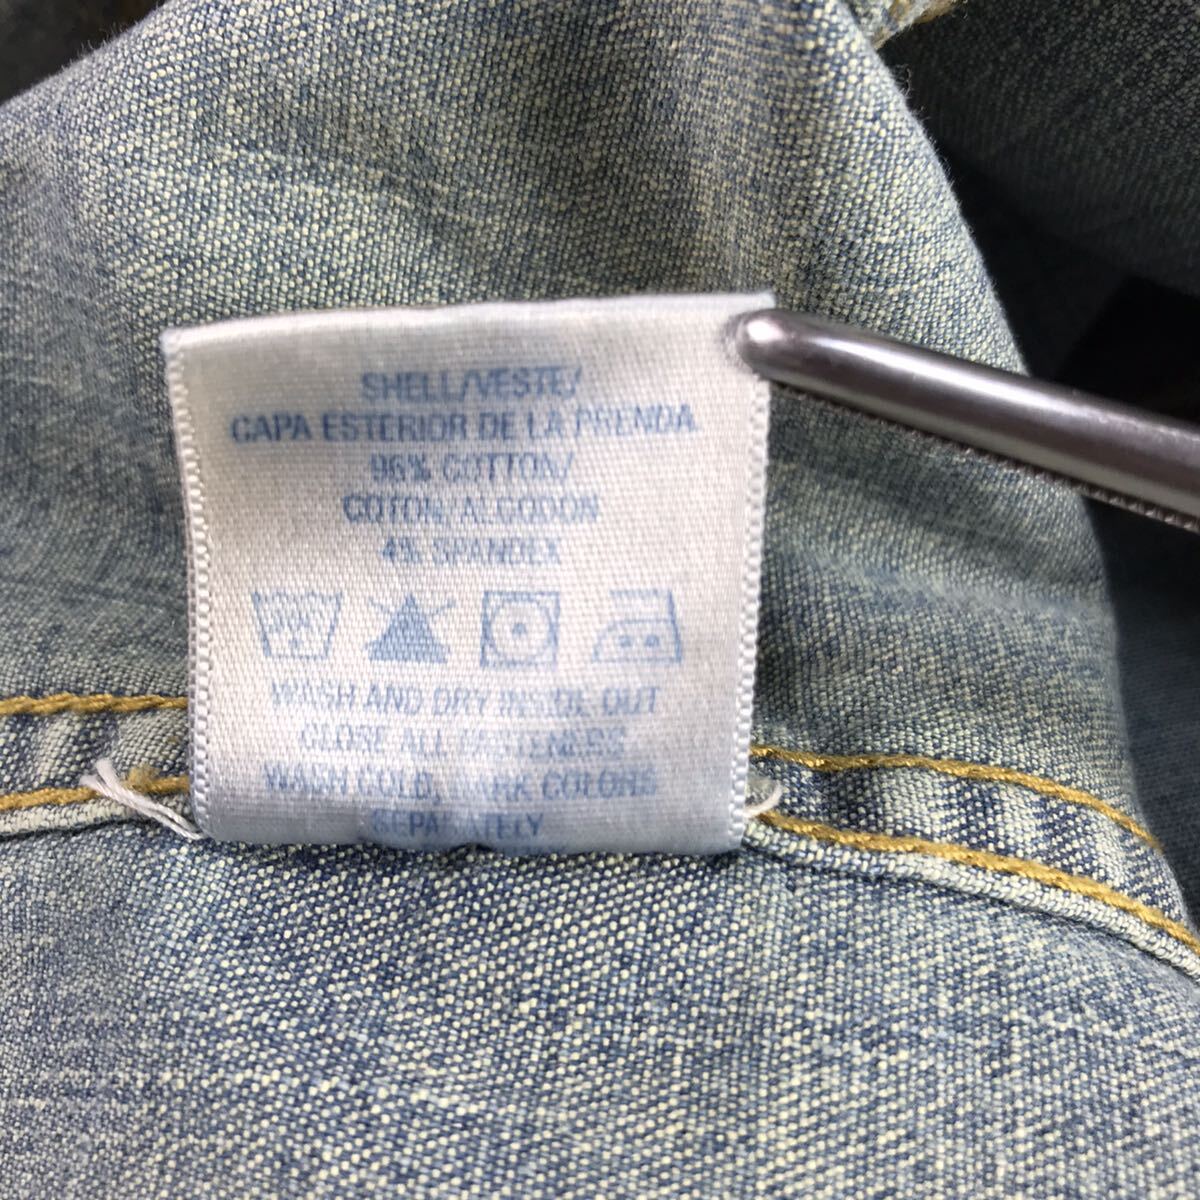 SHELL/VESTE/
CAPA ESTERIOR DE LA PRENDA
96% COTTON/
COTON, ALGODON
4% SPANDEX
WASH AND DRY INSIDE OUT
CLOSE ALL FASTENERS
WASH COLD, DARK COLORS
SEPARATELY